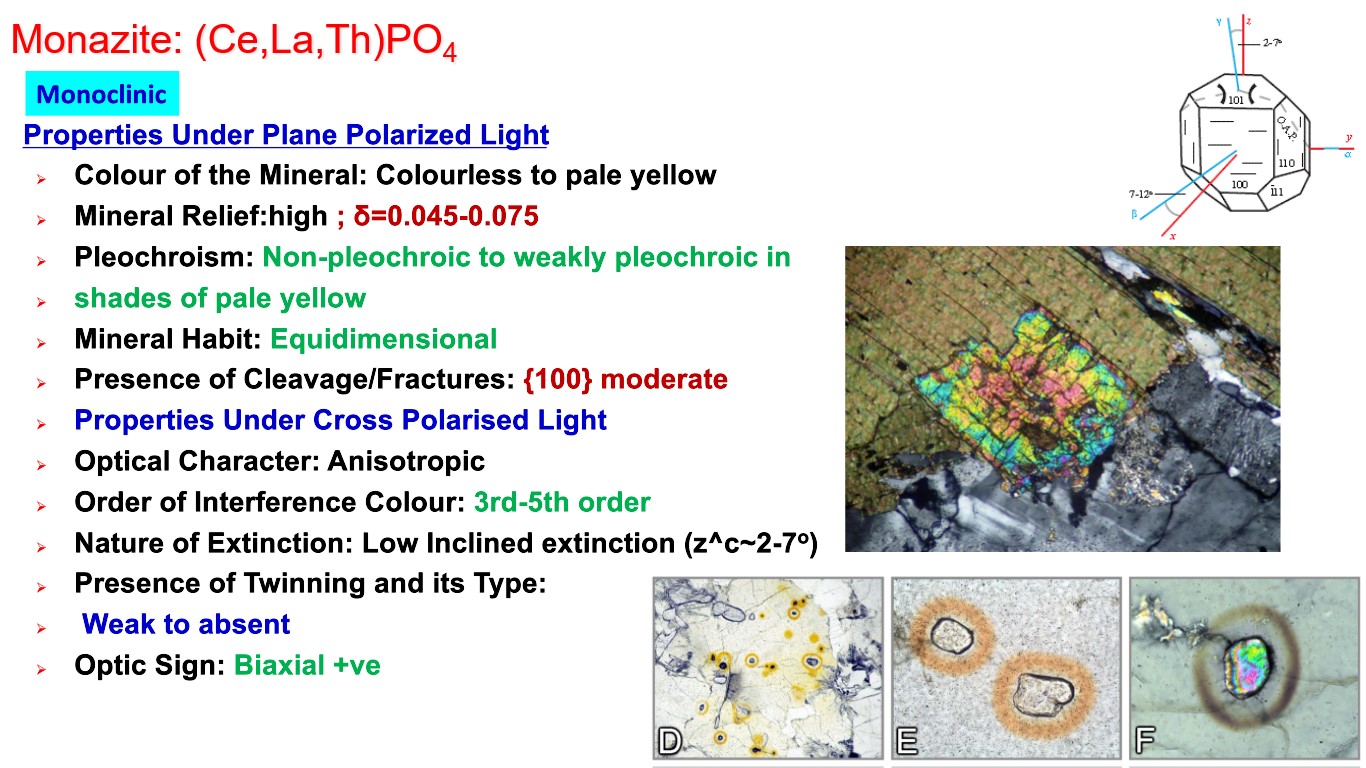 Monazite: (Ce,La,Th)PO4
Monoclinic
Properties Under Plane Polarized Light
Colour of the Mineral: Colourless to pale yellow
Mineral Relief:high ; δ=0.045-0.075
Pleochroism: Non-pleochroic to weakly pleochroic in
shades of pale yellow
Mineral Habit: Equidimensional
Presence of Cleavage/Fractures: {100} moderate
Properties Under Cross Polarised Light
Optical Character: Anisotropic
Order of Interference Colour: 3rd-5th order
Nature of Extinction: Low Inclined extinction (z^c~2-7º)
Presence of Twinning and its Type:
Weak to absent
Optic Sign: Biaxial +ve
γ z
2-7°
101
O.A.P.
y
α
110
100
1̄11
7-12°
β
x
D
E
F